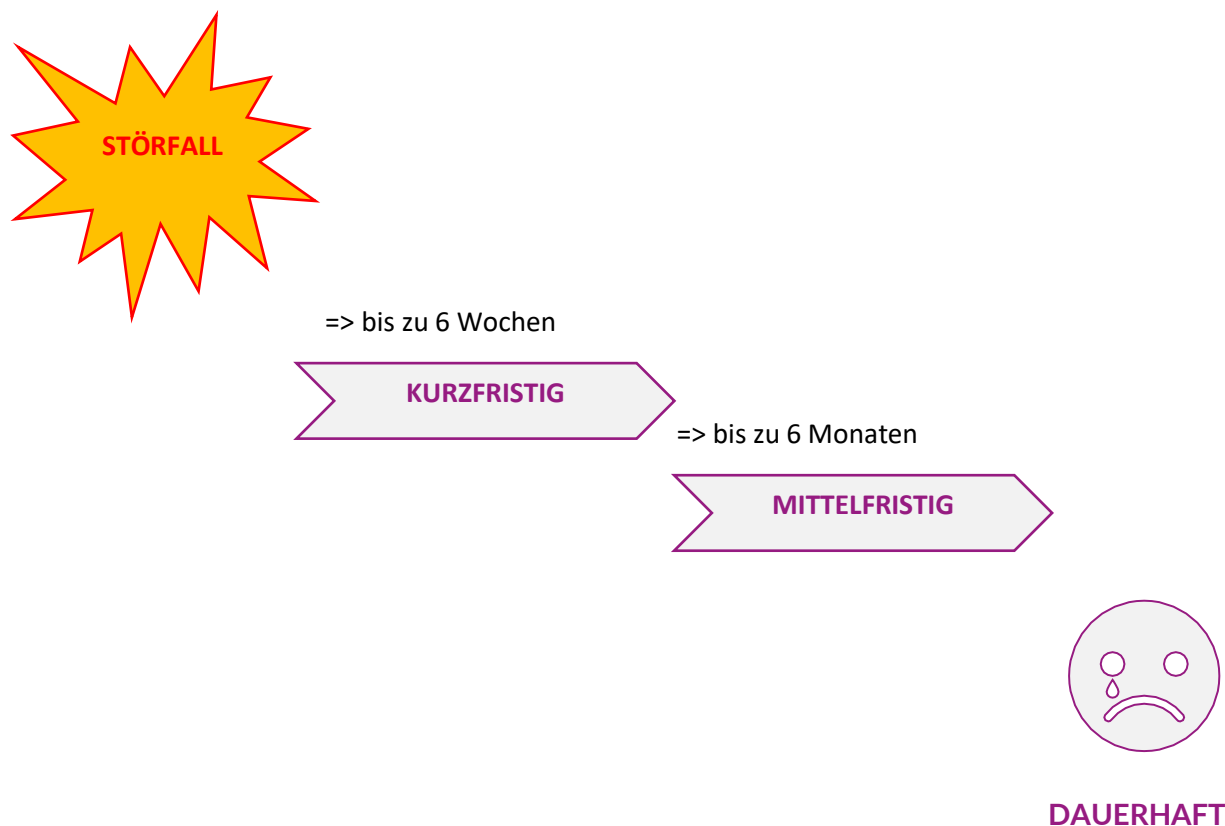 STÖRFALL
=> bis zu 6 Wochen
KURZFRISTIG
=> bis zu 6 Monaten
MITTELFRISTIG
DAUERHAFT